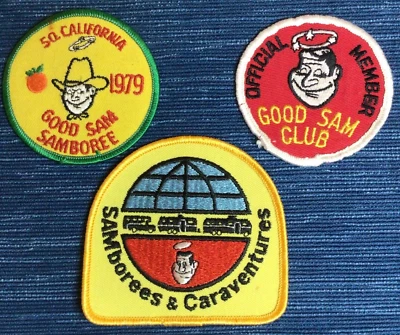 SO. CALIFORNIA
1979
GOOD SAM
SAMBOREE
OFFICIAL MEMBER
GOOD SAM
CLUB
SAMborees & Caraventures